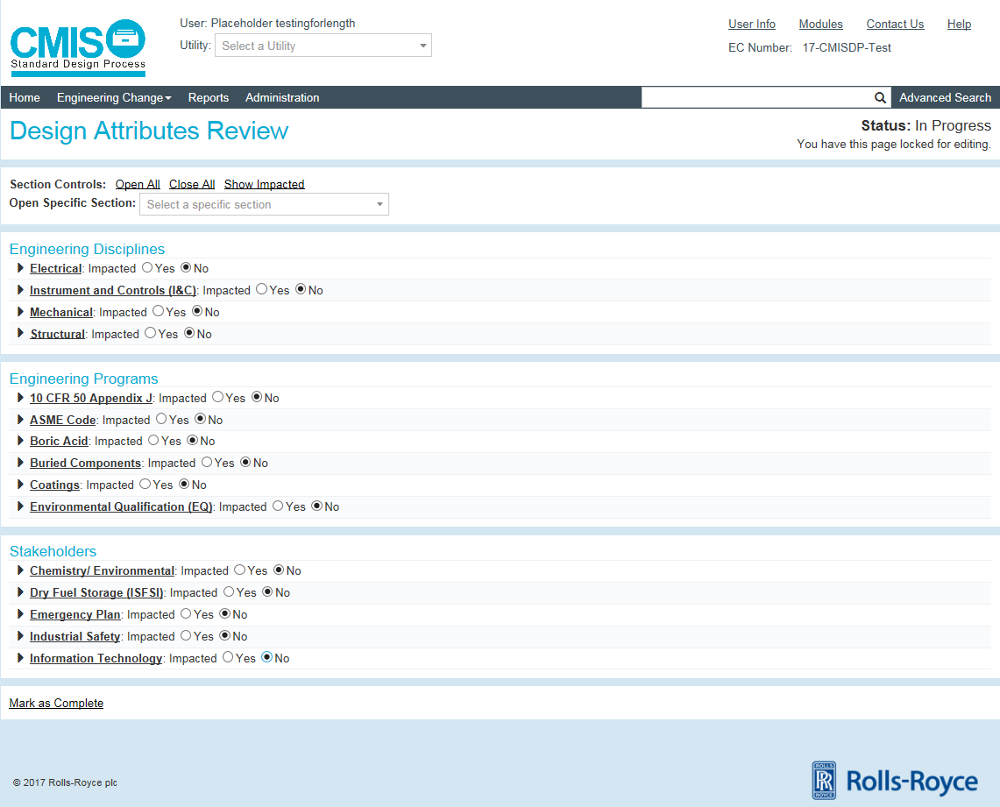 CMIS
Standard Design Process
User: Placeholder testingforlength
Utility: Select a Utility
User Info Modules Contact Us Help
EC Number: 17-CMISDP-Test
Home Engineering Change Reports Administration Advanced Search
Design Attributes Review
Status: In Progress
You have this page locked for editing.
Section Controls: Open All Close All Show Impacted
Open Specific Section: Select a specific section
Engineering Disciplines
Electrical: Impacted Yes No
Instrument and Controls (I&C): Impacted Yes No
Mechanical: Impacted Yes No
Structural: Impacted Yes No
Engineering Programs
10 CFR 50 Appendix J: Impacted Yes No
ASME Code: Impacted Yes No
Boric Acid: Impacted Yes No
Buried Components: Impacted Yes No
Coatings: Impacted Yes No
Environmental Qualification (EQ): Impacted Yes No
Stakeholders
Chemistry/ Environmental: Impacted Yes No
Dry Fuel Storage (ISFSI): Impacted Yes No
Emergency Plan: Impacted Yes No
Industrial Safety: Impacted Yes No
Information Technology: Impacted Yes No
Mark as Complete
© 2017 Rolls-Royce plc
ROLLS
RR
ROYCE
Rolls-Royce